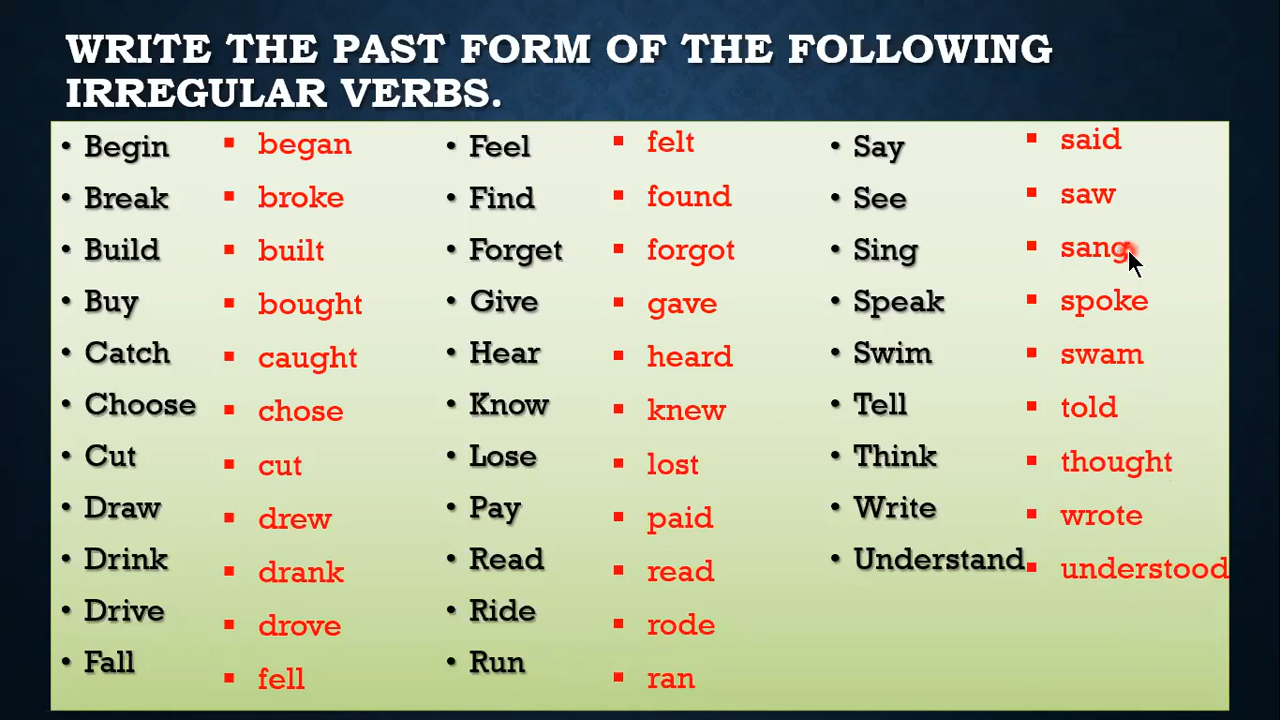 WRITE THE PAST FORM OF THE FOLLOWING
IRREGULAR VERBS.
• Begin
• Break
• Build
• Buy
• Catch
• Choose
• Cut
• Draw
• Drink
• Drive
• Fall
▪ began
▪ broke
▪ built
▪ bought
▪ caught
▪ chose
▪ cut
▪ drew
▪ drank
▪ drove
▪ fell
• Feel
• Find
• Forget
• Give
• Hear
• Know
• Lose
• Pay
• Read
• Ride
• Run
▪ felt
▪ found
▪ forgot
▪ gave
▪ heard
▪ knew
▪ lost
▪ paid
▪ read
▪ rode
▪ ran
• Say
• See
• Sing
• Speak
• Swim
• Tell
• Think
• Write
• Understand
▪ said
▪ saw
▪ sang
▪ spoke
▪ swam
▪ told
▪ thought
▪ wrote
▪ understood